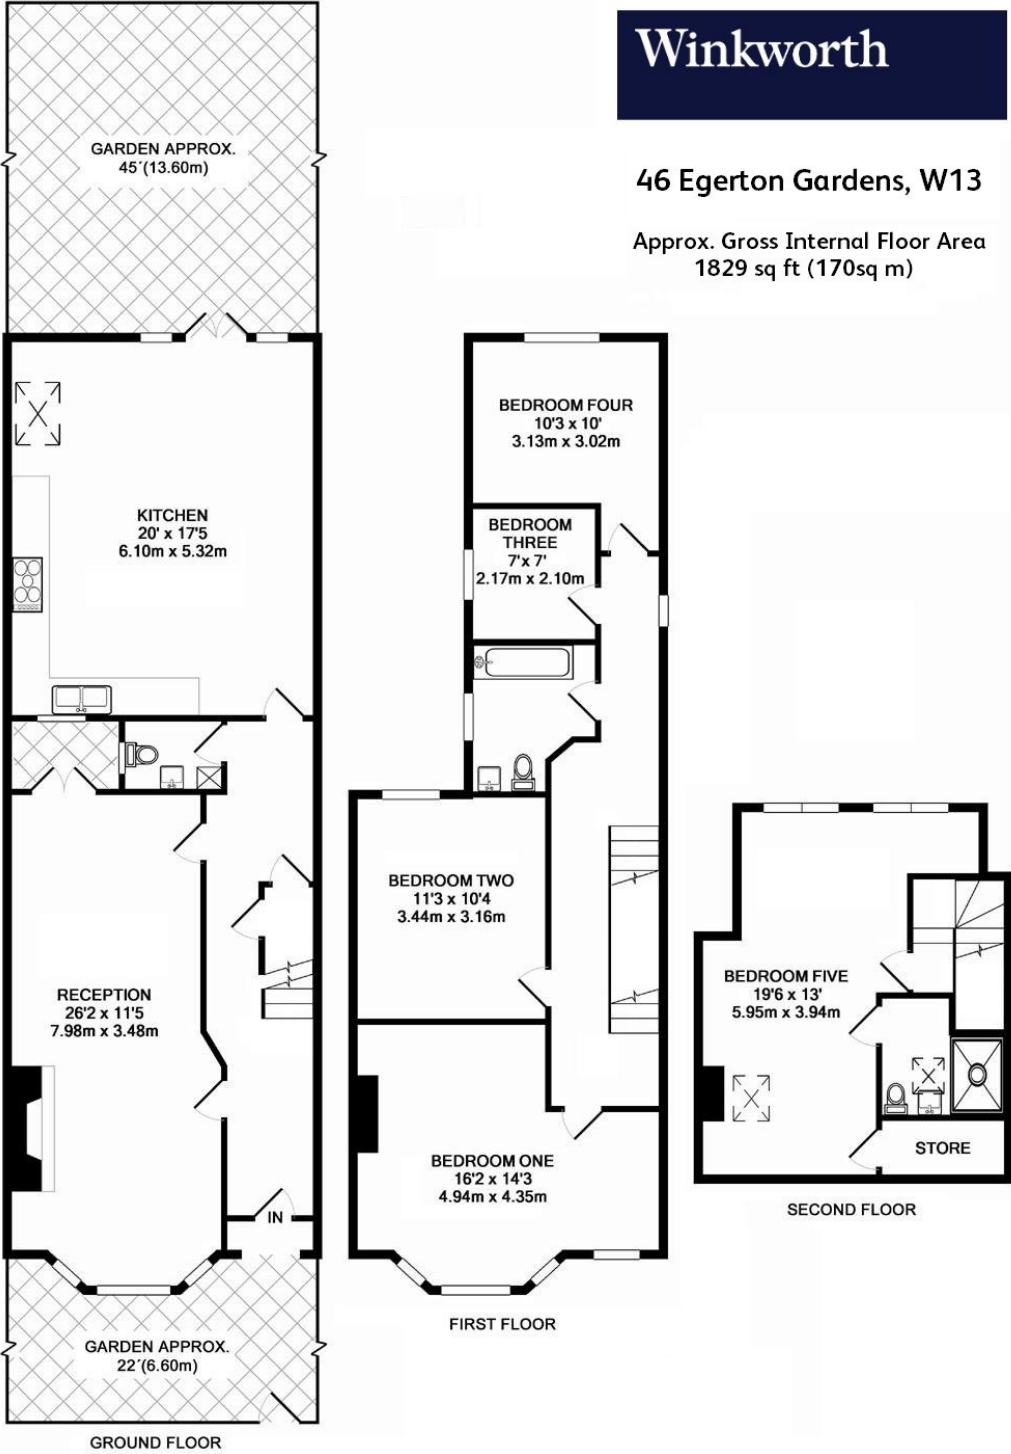 Winkworth
46 Egerton Gardens, W13
Approx. Gross Internal Floor Area
1829 sq ft (170sq m)
GARDEN APPROX.
45´(13.60m)
KITCHEN
20' x 17'5
6.10m x 5.32m
RECEPTION
26'2 x 11'5
7.98m x 3.48m
IN
GARDEN APPROX.
22´(6.60m)
GROUND FLOOR
BEDROOM FOUR
10'3 x 10'
3.13m x 3.02m
BEDROOM
THREE
7'x 7'
2.17m x 2.10m
BEDROOM TWO
11'3 x 10'4
3.44m x 3.16m
BEDROOM ONE
16'2 x 14'3
4.94m x 4.35m
FIRST FLOOR
BEDROOM FIVE
19'6 x 13'
5.95m x 3.94m
STORE
SECOND FLOOR